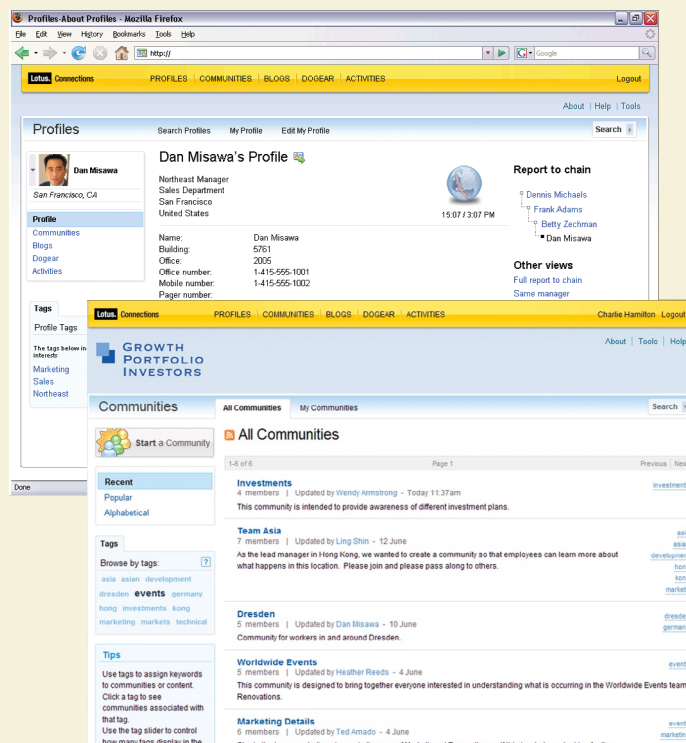 Profiles-About Profiles - Mozilla Firefox
File Edit View History Bookmarks Tools Help
http://
Google
Lotus. Connections PROFILES COMMUNITIES BLOGS DOGEAR ACTIVITIES Logout
About Help Tools
Profiles Search Profiles My Profile Edit My Profile Search
Dan Misawa
San Francisco, CA
Profile
Communities
Blogs
Dogear
Activities
Tags
Profile Tags
The tags below in
interests
Marketing
Sales
Northeast
Done
Dan Misawa's Profile
Northeast Manager
Sales Department
San Francisco
United States
15:07 / 3:07 PM
Name: Dan Misawa
Building: 5761
Office: 2005
Office number: 1-415-555-1001
Mobile number: 1-415-555-1002
Pager number:
Report to chain
Dennis Michaels
Frank Adams
Betty Zechman
Dan Misawa
Other views
Full report to chain
Same manager
Lotus. Connections PROFILES COMMUNITIES BLOGS DOGEAR ACTIVITIES Charlie Hamilton Logout
About Tools Help
GROWTH
PORTFOLIO
INVESTORS
Communities All Communities My Communities Search
Start a Community
Recent
Popular
Alphabetical
Tags
Browse by tags: ?
asia asian development
dresden events germany
hong investments kong
marketing markets technical
Tips
Use tags to assign keywords
to communities or content.
Click a tag to see
communities associated with
that tag.
Use the tag slider to control
how many tags display in the
All Communities
1-6 of 6 Page 1 Previous Nex
Investments
4 members | Updated by Wendy Armstrong - Today 11:37am
This community is intended to provide awareness of different investment plans.
investment
Team Asia
7 members | Updated by Ling Shin - 12 June
As the lead manager in Hong Kong, we wanted to create a community so that employees can learn more about
what happens in this location. Please join and please pass along to others.
asi
asia
developmen
hon
kon
market
Dresden
5 members | Updated by Dan Misawa - 10 June
Community for workers in and around Dresden.
dresde
german
Worldwide Events
5 members | Updated by Heather Reeds - 4 June
This community is designed to bring together everyone interested in understanding what is occurring in the Worldwide Events team
Renovations.
event
Marketing Details
6 members | Updated by Ted Amado - 4 June
event
marketin